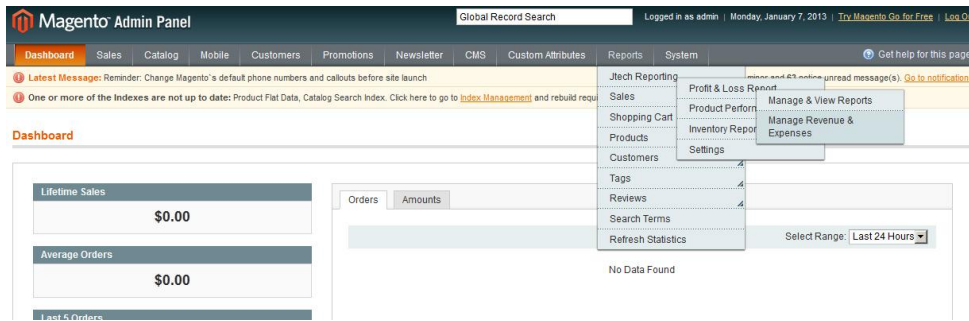 Magento Admin Panel
Global Record Search
Logged in as admin | Monday, January 7, 2013 | Try Magento Go for Free | Log O
Dashboard Sales Catalog Mobile Customers Promotions Newsletter CMS Custom Attributes Reports System
Get help for this page
Latest Message: Reminder: Change Magento's default phone numbers and callouts before site launch
minor and 63 notice unread message(s). Go to notification
One or more of the Indexes are not up to date: Product Flat Data, Catalog Search Index. Click here to go to Index Management and rebuild requi
Jtech Reporting
Sales
Shopping Cart
Products
Customers
Tags
Reviews
Search Terms
Refresh Statistics
Profit & Loss Report
Product Perform
Inventory Repor
Settings
Manage & View Reports
Manage Revenue &
Expenses
Dashboard
Lifetime Sales
$0.00
Average Orders
$0.00
Last 5 Orders
Orders Amounts
Select Range: Last 24 Hours
No Data Found